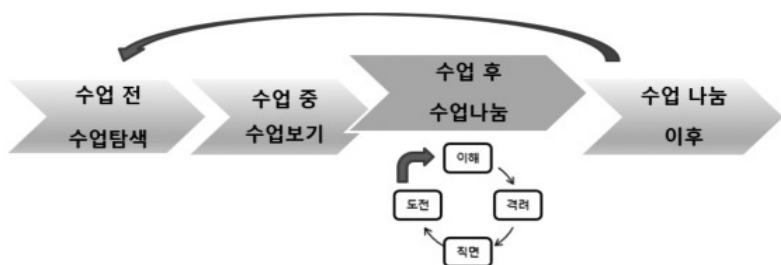 수업 전
수업탐색
수업 중
수업보기
수업 후
수업나눔
수업 나눔
이후
이해
격려
직면
도전